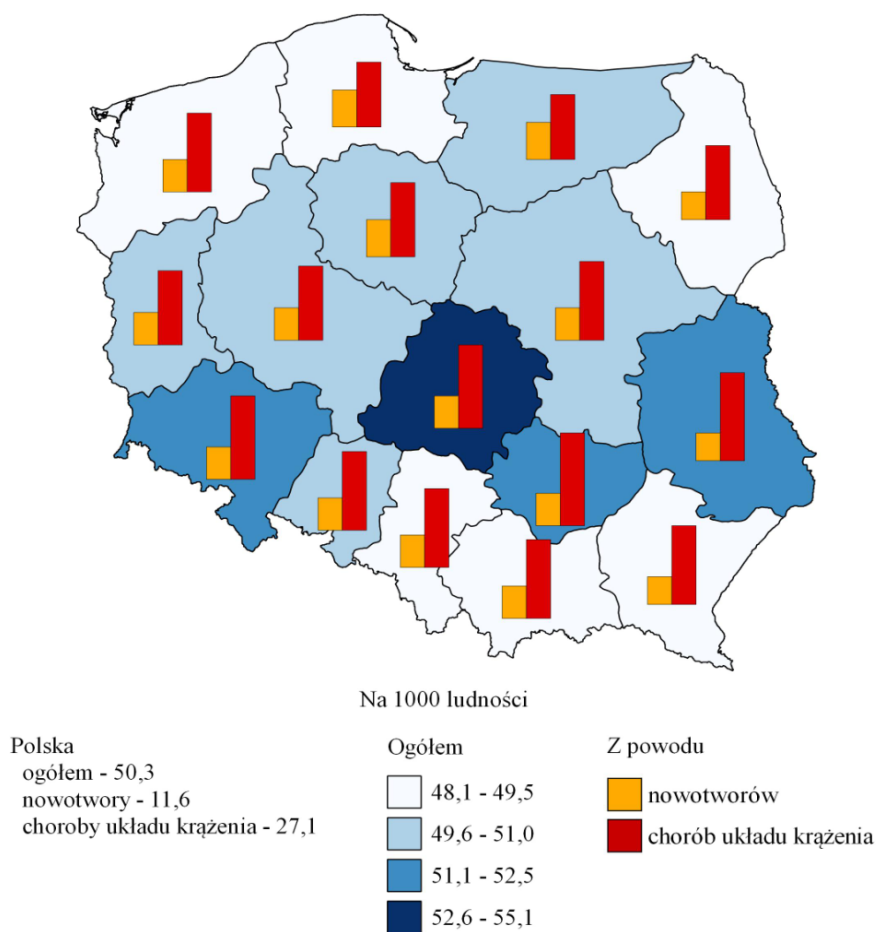 Na 1000 ludności
Polska
ogółem - 50,3
nowotwory - 11,6
choroby układu krążenia - 27,1
Ogółem
48,1 - 49,5
49,6 - 51,0
51,1 - 52,5
52,6 - 55,1
Z powodu
nowotworów
chorób układu krążenia